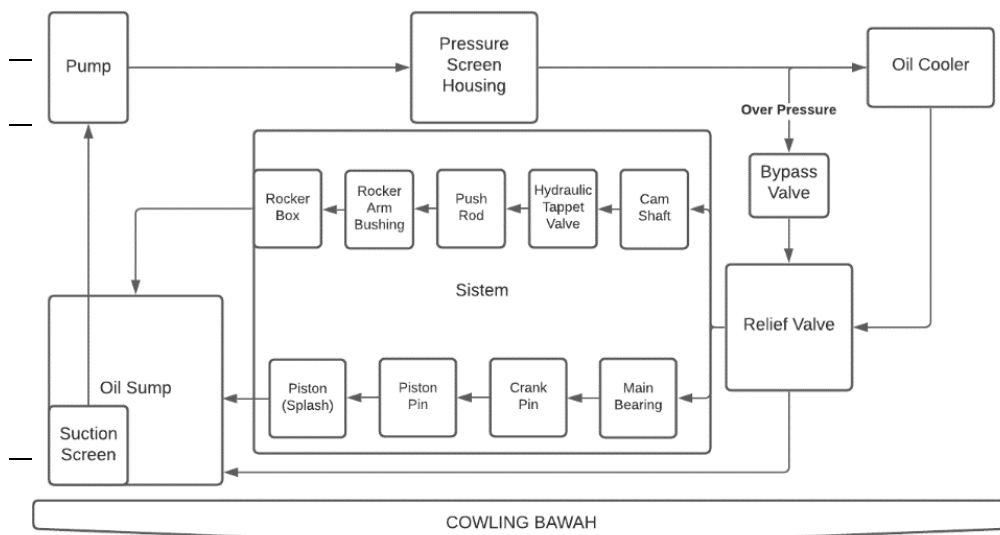 Pump
Pressure
Screen
Housing
Oil Cooler
Over Pressure
Bypass
Valve
Rocker
Box
Rocker
Arm
Bushing
Push
Rod
Hydraulic
Tappet
Valve
Cam
Shaft
Sistem
Relief Valve
Oil Sump
Suction
Screen
Piston
(Splash)
Piston
Pin
Crank
Pin
Main
Bearing
COWLING BAWAH